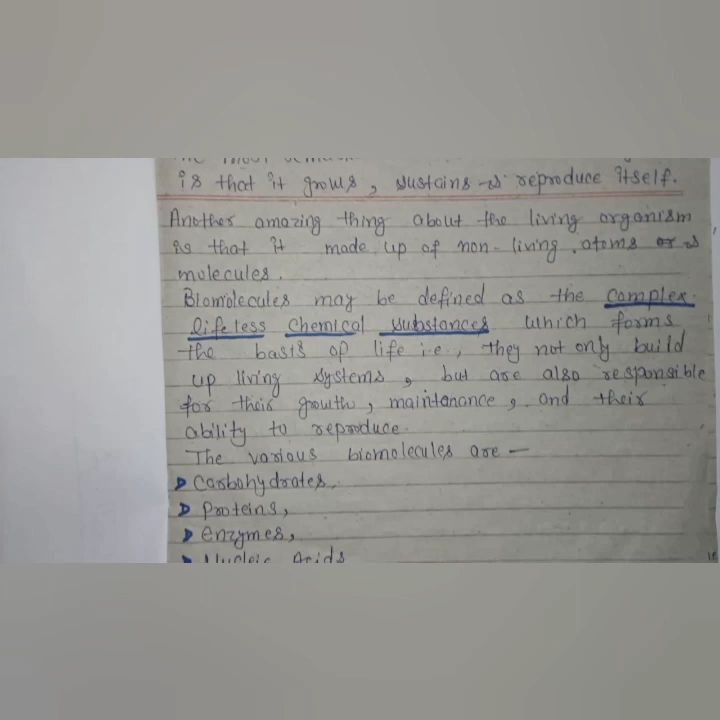 is that it grows, sustains & reproduce itself.
Another amazing thing about the living organism
is that it made up of non-living atoms or &
molecules.
Biomolecules may be defined as the complex
lifeless chemical substances which forms
the basis of life i.e., they not only build
up living systems, but are also responsible
for their growth, maintenance, and their
ability to reproduce.
The various biomolecules are —
Carbohydrates,
Proteins,
Enzymes,
Nucleic Acids